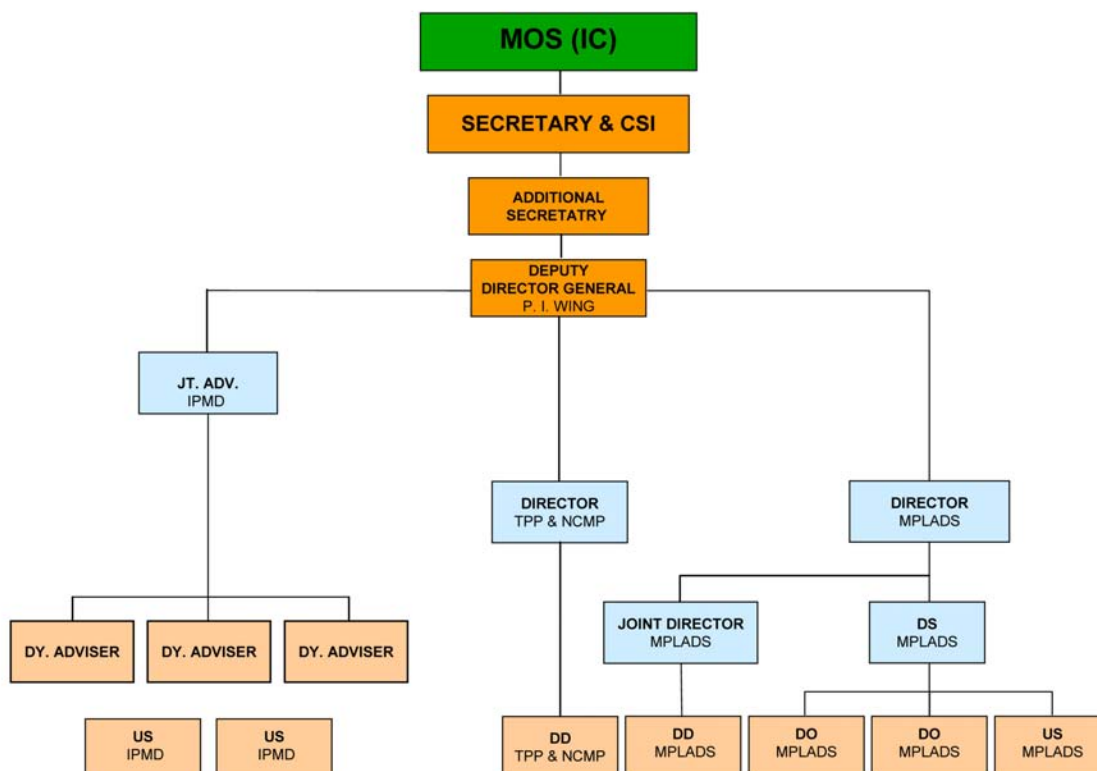 MOS (IC)
SECRETARY & CSI
ADDITIONAL
SECRETATRY
DEPUTY
DIRECTOR GENERAL
P. I. WING
JT. ADV.
IPMD
DIRECTOR
TPP & NCMP
DIRECTOR
MPLADS
JOINT DIRECTOR
MPLADS
DS
MPLADS
DY. ADVISER
DY. ADVISER
DY. ADVISER
US
IPMD
US
IPMD
DD
TPP & NCMP
DD
MPLADS
DO
MPLADS
DO
MPLADS
US
MPLADS